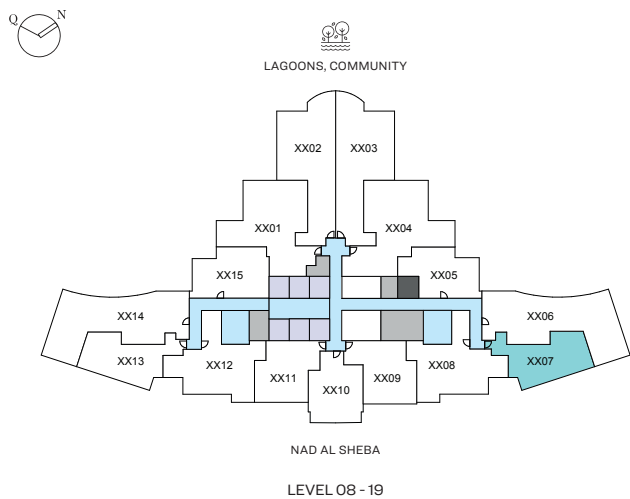 Q N
LAGOONS, COMMUNITY
XX02 XX03
XX01 XX04
XX15 XX05
XX14 XX06
XX13 XX12 XX11 XX10 XX09 XX08 XX07
NAD AL SHEBA
LEVEL 08 - 19